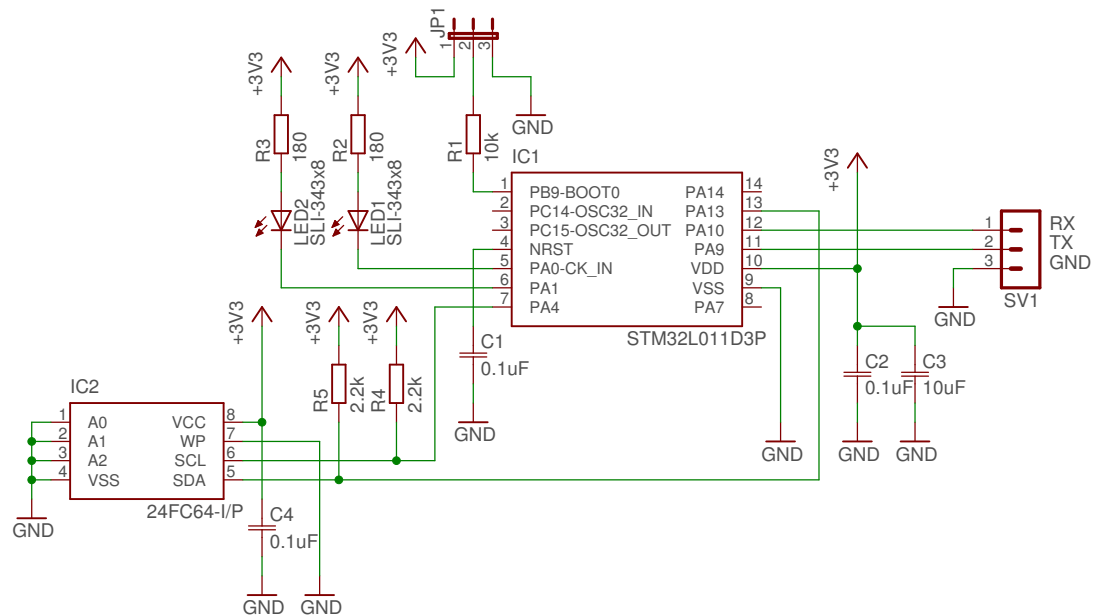 JP1
1
2
3
+3V3
GND
+3V3
R3
180
LED2
SLI-343x8
+3V3
R2
180
LED1
SLI-343x8
R1
10k
IC1
1 PB9-BOOT0
2 PC14-OSC32_IN
3 PC15-OSC32_OUT
4 NRST
5 PA0-CK_IN
6 PA1
7 PA4
PA14 14
PA13 13
PA10 12
PA9 11
VDD 10
VSS 9
PA7 8
STM32L011D3P
+3V3
1 RX
2 TX
3 GND
SV1
GND
C1
0.1uF
GND
C2
0.1uF
C3
10uF
GND
GND
GND
+3V3
+3V3
+3V3
R5
2.2k
R4
2.2k
IC2
1 A0
2 A1
3 A2
4 VSS
VCC 8
WP 7
SCL 6
SDA 5
24FC64-I/P
GND
C4
0.1uF
GND
GND